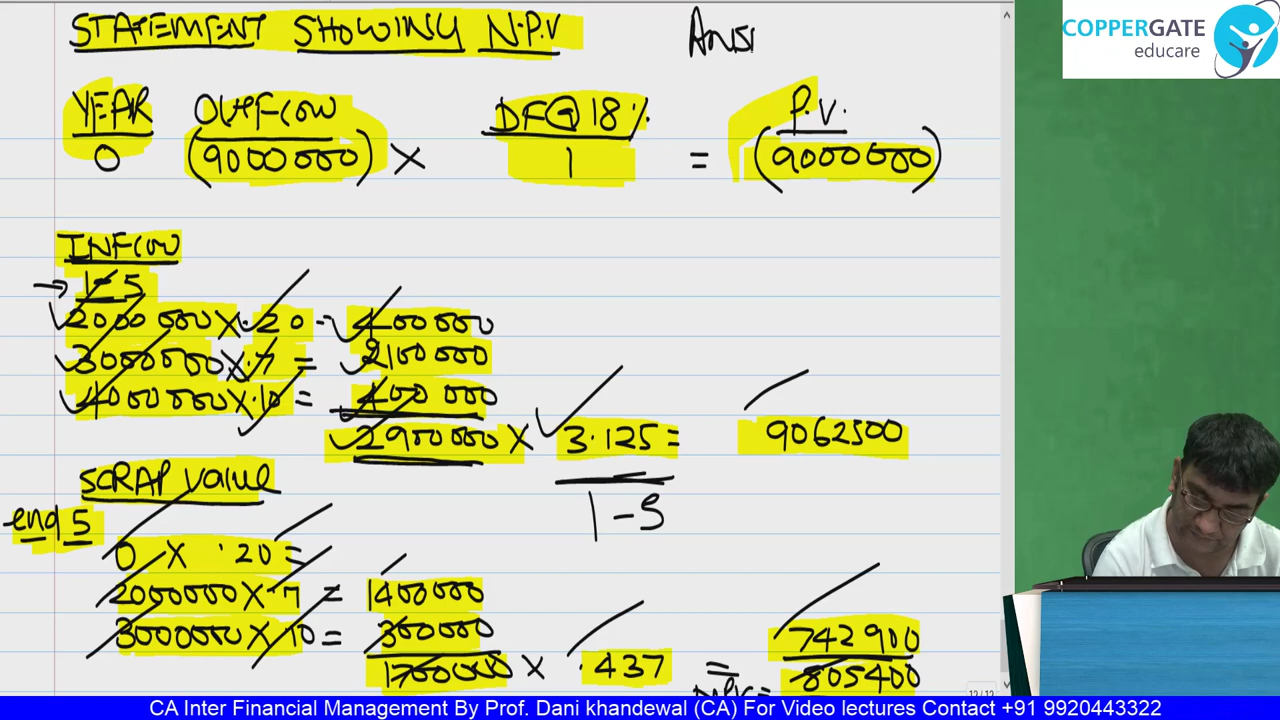 STATEMENT SHOWING N.P.V
Ans
COPPERGATE
educare
YEAR OUTFLOW DF@18% P.V.
0 (9000000) X 1 = (9000000)
INFLOW
→ 1-5
2000000 X .20 = 400000
3000000 X .7 = 2100000
4000000 X .10 = 400000
2900000 X 3.125 = 9062500
1-5
SCRAP Value
end 5
0 X .20 =
2000000 X .7 = 1400000
3000000 X .10 = 300000
742900
1700000 X .437 =
805400
12/12
CA Inter Financial Management By Prof. Dani khandewal (CA) For Video lectures Contact +91 9920443322